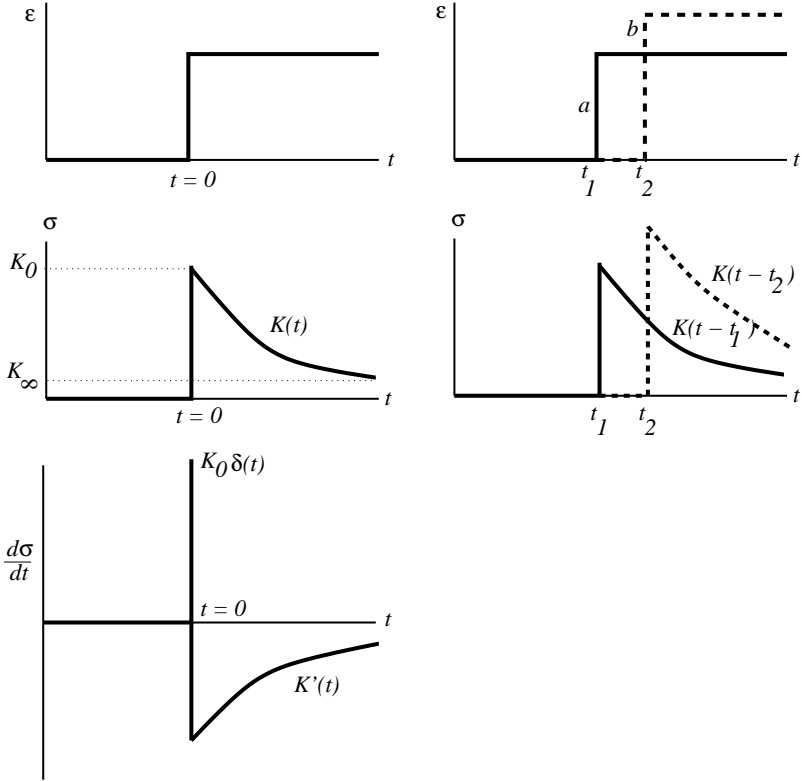 ε
t
t = 0
ε
b
a
t
t1
t2
σ
K0
K(t)
K∞
t
t = 0
σ
K(t − t2)
K(t − t1)
t
t1
t2
K0 δ(t)
dσ
dt
t = 0
t
K'(t)